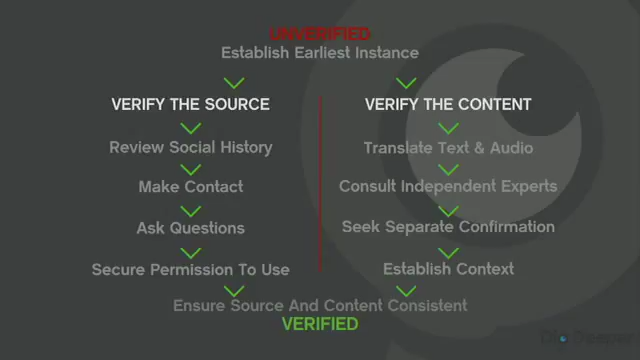 UNVERIFIED
Establish Earliest Instance
VERIFY THE SOURCE
Review Social History
Make Contact
Ask Questions
Secure Permission To Use
VERIFY THE CONTENT
Translate Text & Audio
Consult Independent Experts
Seek Separate Confirmation
Establish Context
Ensure Source And Content Consistent
VERIFIED